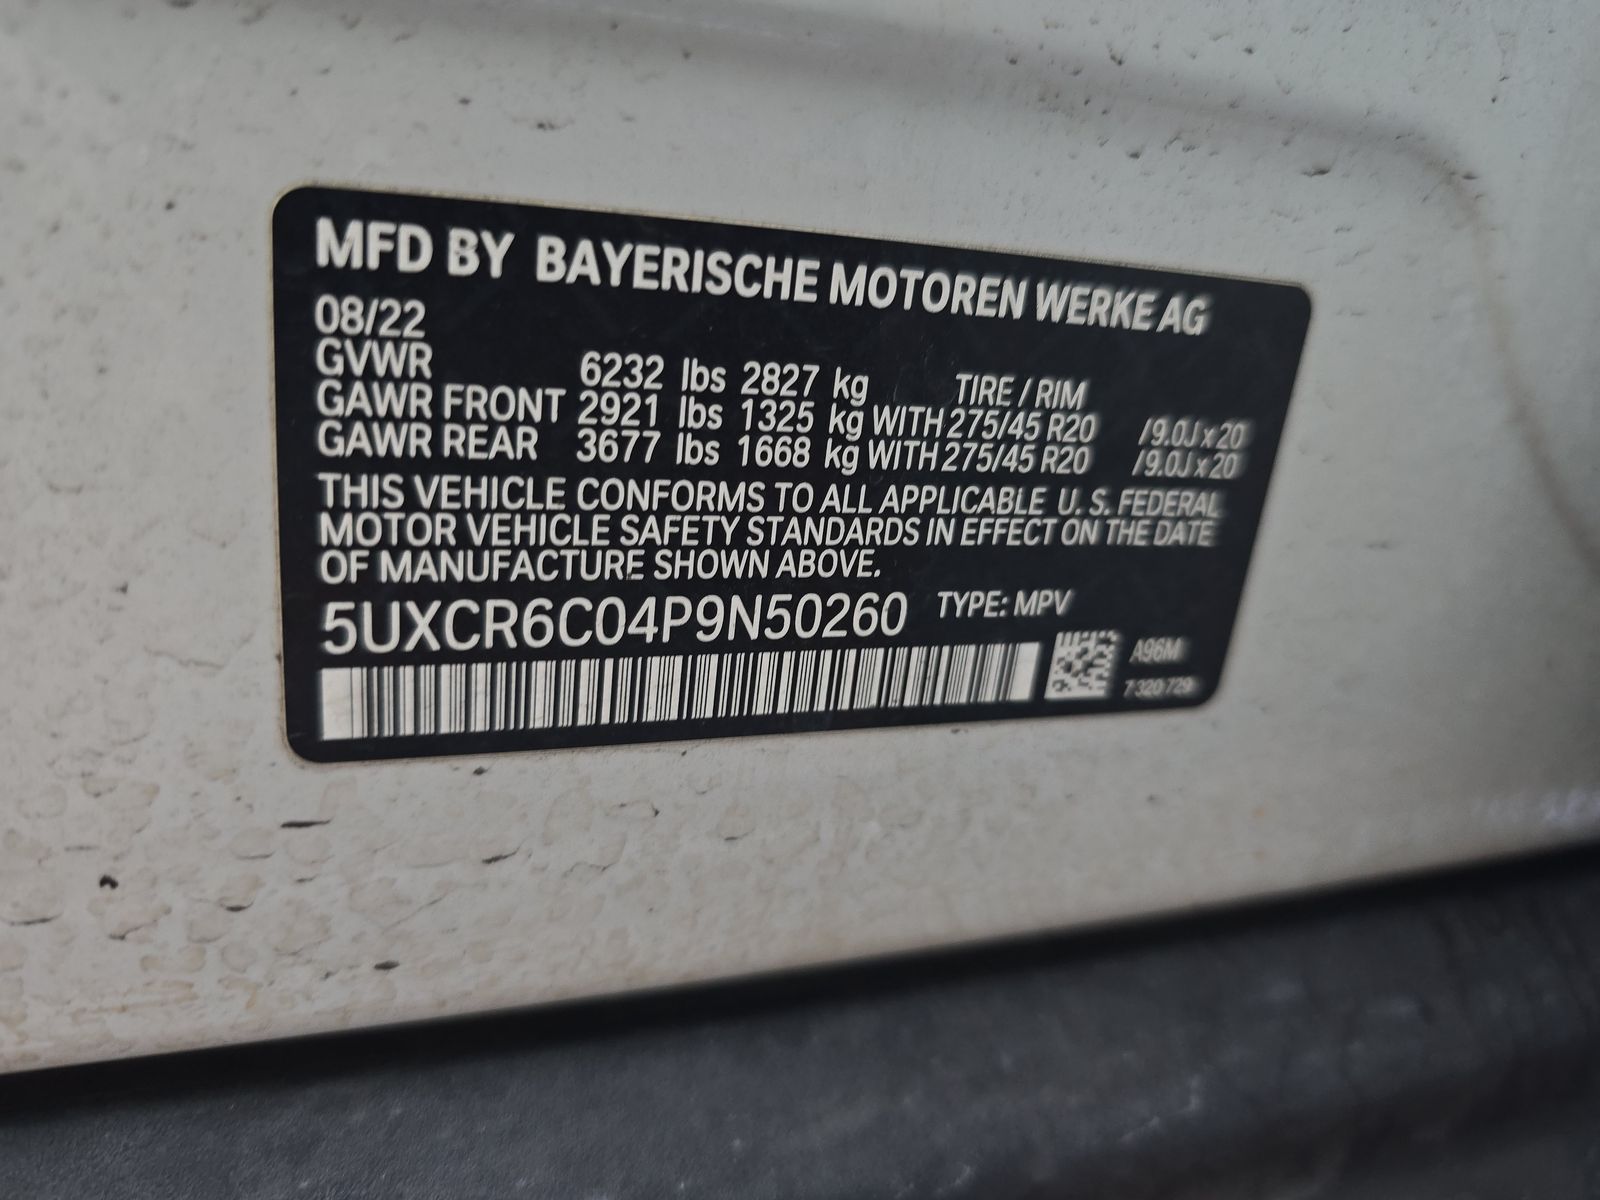 MFD BY BAYERISCHE MOTOREN WERKE AG
08/22
GVWR 6232 lbs 2827 kg TIRE / RIM
GAWR FRONT 2921 lbs 1325 kg WITH 275/45 R20 / 9.0J x 20
GAWR REAR 3677 lbs 1668 kg WITH 275/45 R20 / 9.0J x 20
THIS VEHICLE CONFORMS TO ALL APPLICABLE U. S. FEDERAL
MOTOR VEHICLE SAFETY STANDARDS IN EFFECT ON THE DATE
OF MANUFACTURE SHOWN ABOVE.
5UXCR6C04P9N50260 TYPE: MPV
A96M
7 320 729